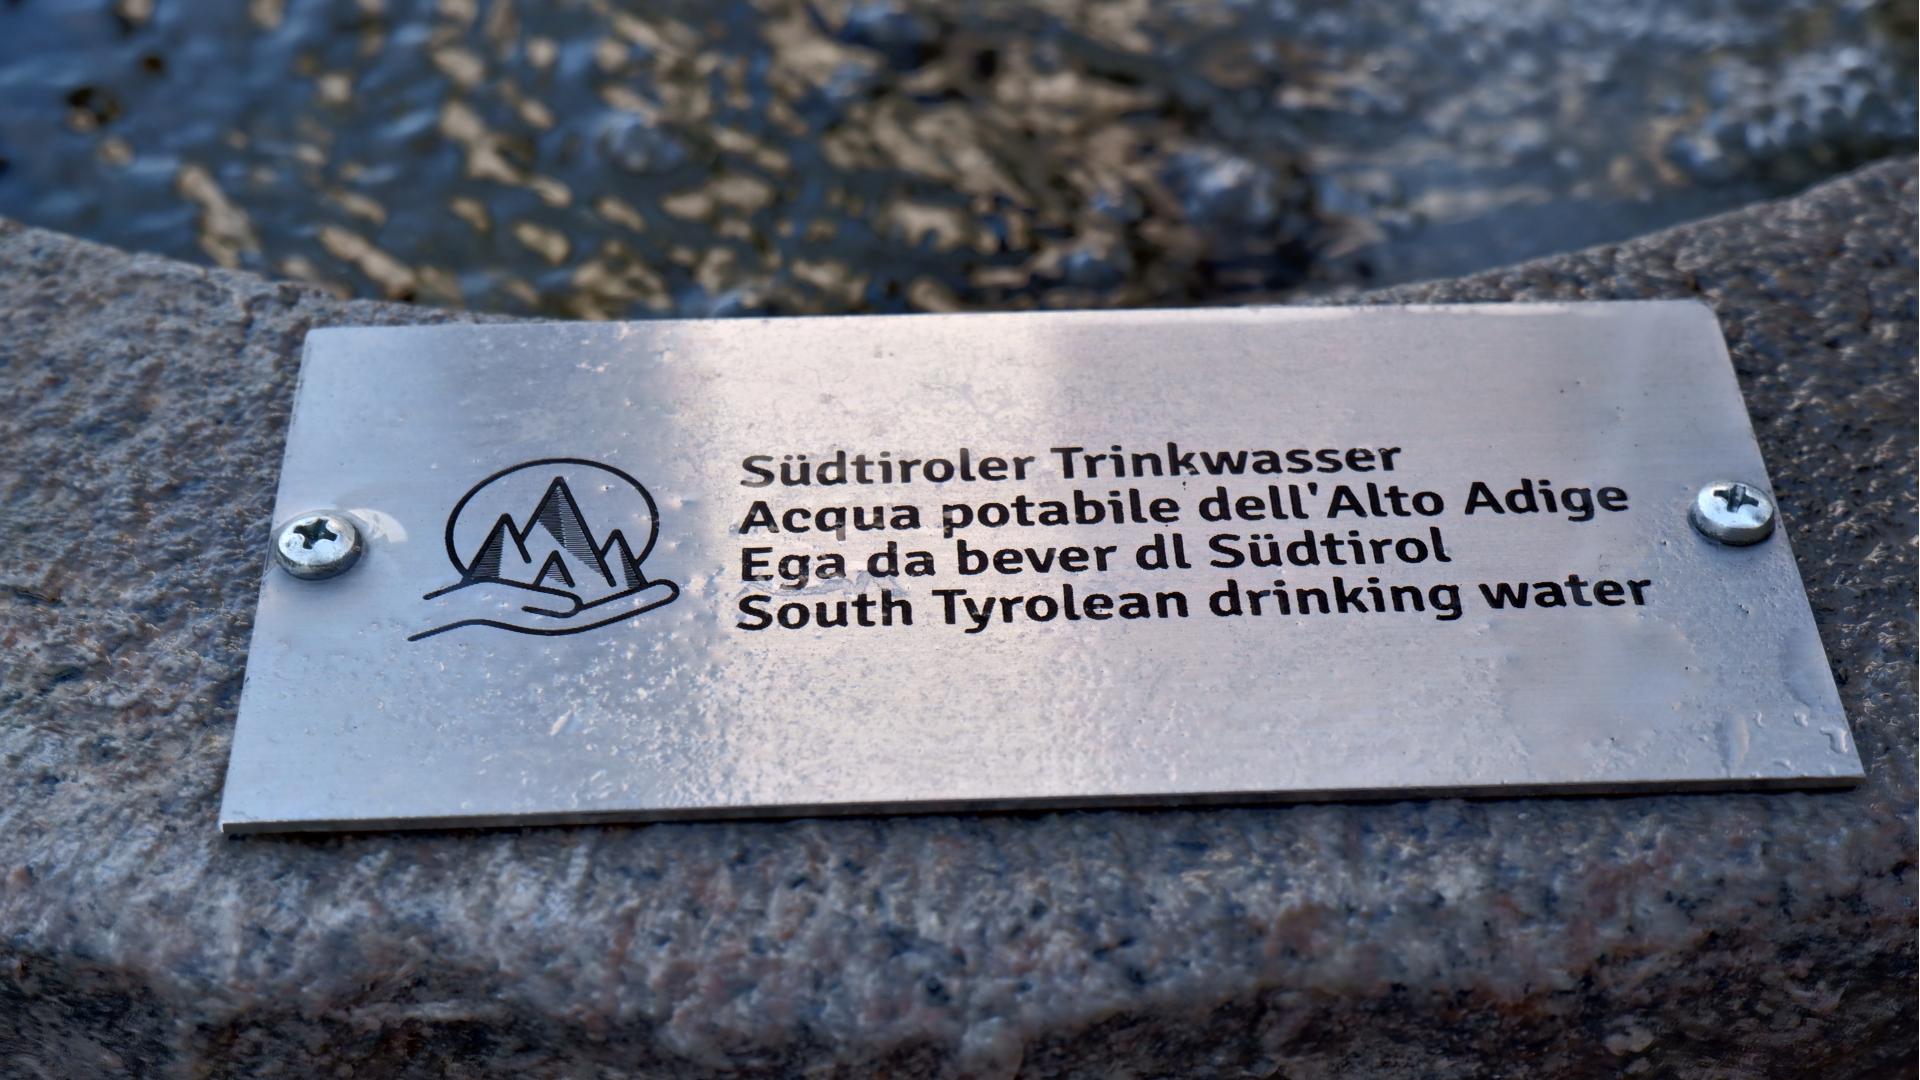 Südtiroler Trinkwasser
Acqua potabile dell'Alto Adige
Ega da bever dl Südtirol
South Tyrolean drinking water